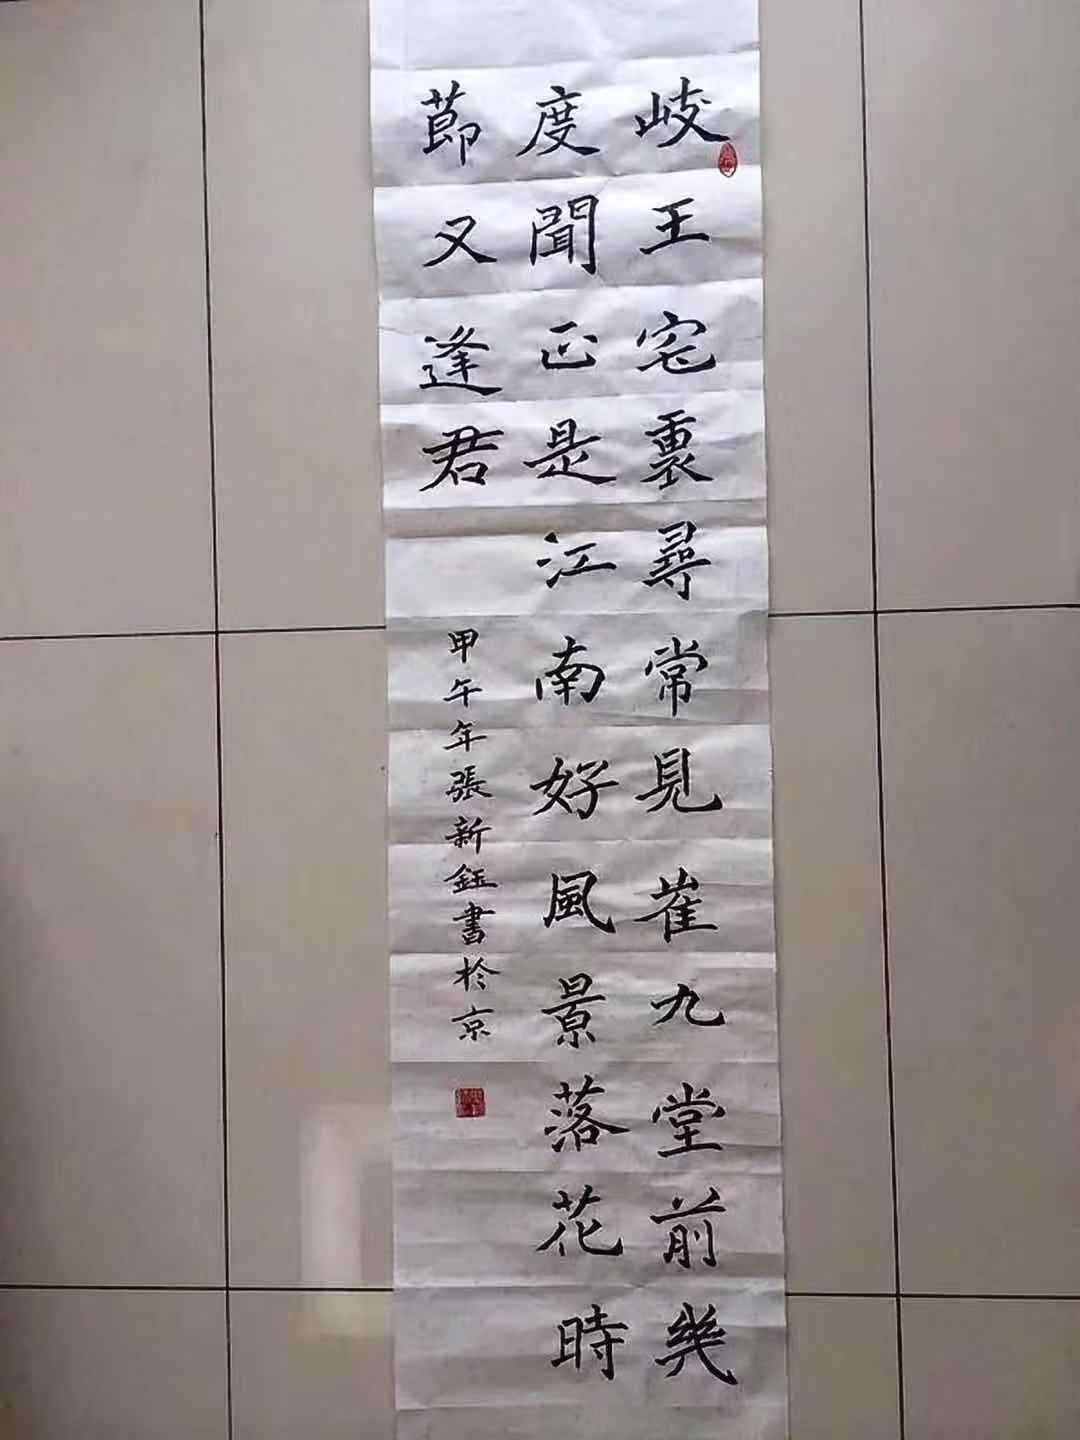 岐王宅裏尋常見崔九堂前幾
度聞正是江南好風景落花時
節又逢君
甲午年張新鈺書於京